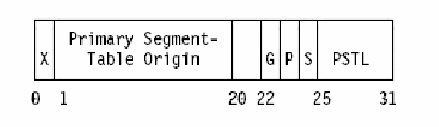 Primary Segment-
X Table Origin G P S PSTL
0 1 20 22 25 31